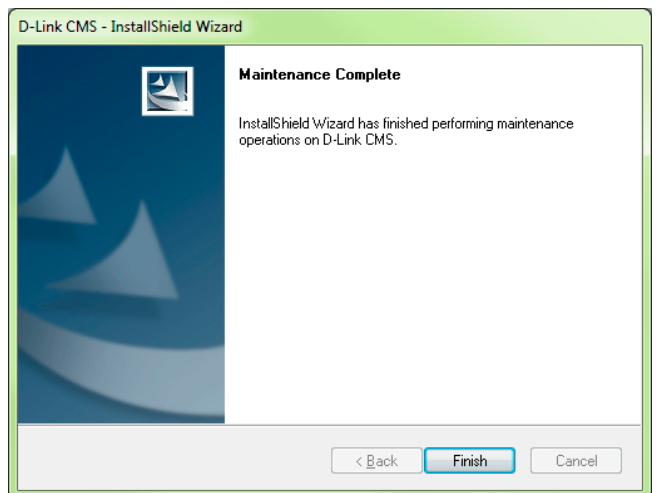 D-Link CMS - InstallShield Wizard
Maintenance Complete
InstallShield Wizard has finished performing maintenance
operations on D-Link CMS.
< Back Finish Cancel